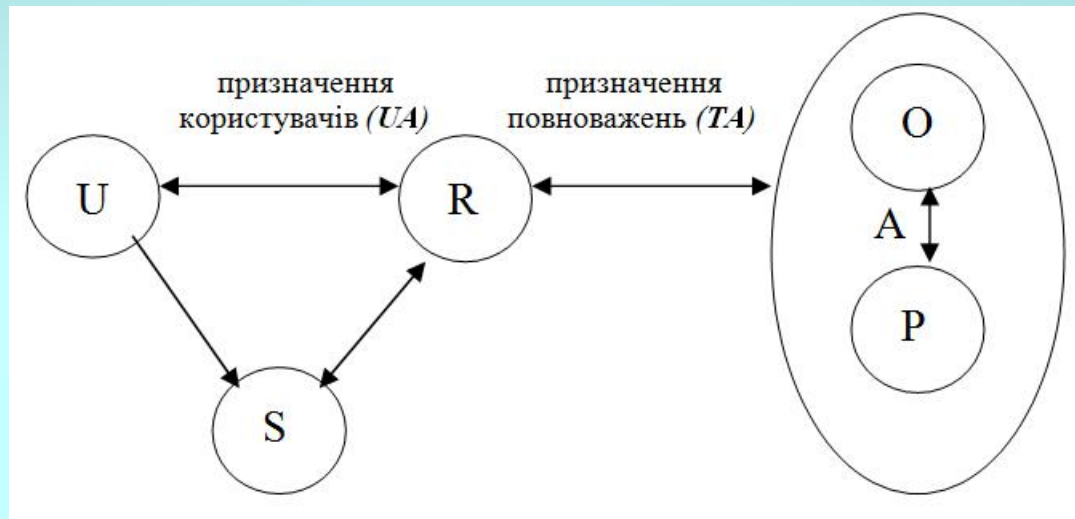 призначення
користувачів (UA)
призначення
повноважень (TA)
U
R
O
A
P
S